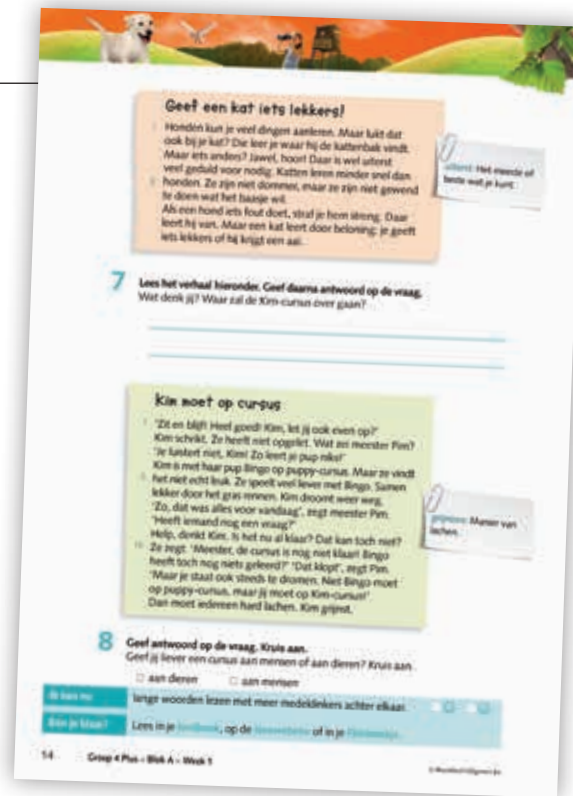 Geef een kat iets lekkers!
1 Honden kun je veel dingen aanleren. Maar lukt dat
ook bij je kat? Die leer je waar hij de kattenbak vindt.
Maar iets anders? Jawel, hoor! Daar is wel uiterst
veel geduld voor nodig. Katten leren minder snel dan
5 honden. Ze zijn niet dommer, maar ze zijn niet gewend
te doen wat het baasje wil.
Als een hond iets fout doet, straf je hem streng. Daar
leert hij van. Maar een kat leert door beloning: je geeft
iets lekkers of hij krijgt een aai.
uiterst: Het meeste of
beste wat je kunt.
7 Lees het verhaal hieronder. Geef daarna antwoord op de vraag.
Wat denk jij? Waar zal de Kim-cursus over gaan?
Kim moet op cursus
1 'Zit en blijf! Heel goed! Kim, let jij ook even op?'
Kim schrikt. Ze heeft niet opgelet. Wat zei meester Pim?
'Je luistert niet, Kim! Zo leert je pup niks!'
Kim is met haar pup Bingo op puppy-cursus. Maar ze vindt
5 het niet echt leuk. Ze speelt veel liever met Bingo. Samen
lekker door het gras rennen. Kim droomt weer weg.
'Zo, dat was alles voor vandaag', zegt meester Pim.
'Heeft iemand nog een vraag?'
Help, denkt Kim. Is het nu al klaar? Dat kan toch niet?
10 Ze zegt: 'Meester, de cursus is nog niet klaar! Bingo
heeft toch nog niets geleerd?' 'Dat klopt', zegt Pim.
'Maar je staat ook steeds te dromen. Niet Bingo moet
op puppy-cursus, maar jij moet op Kim-cursus!'
Dan moet iedereen hard lachen. Kim grijnst.
grijnzen: Manier van
lachen.
8 Geef antwoord op de vraag. Kruis aan.
Geef jij liever een cursus aan mensen of aan dieren? Kruis aan.
aan dieren aan mensen
Ik kan nu
lange woorden lezen met meer medeklinkers achter elkaar.
Ben je klaar?
Lees in je leesboek, op de of in je
14 Groep 4 Plus - Blok A - Week 1